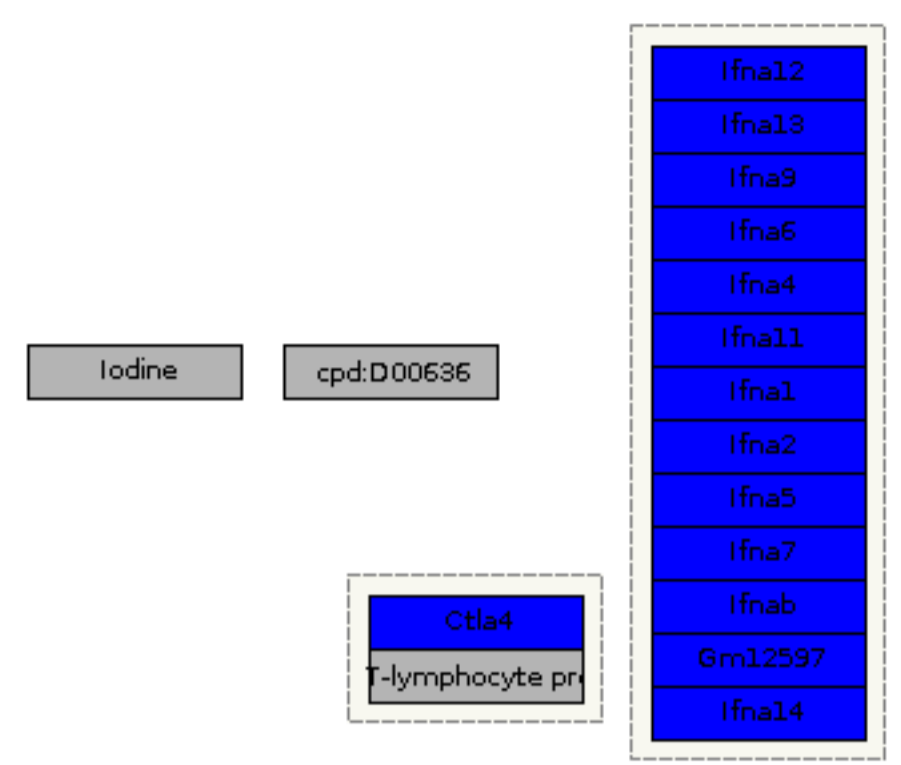 Ifna12
Ifna13
Ifna9
Ifna6
Ifna4
Ifna11
Ifna1
Ifna2
Ifna5
Ifna7
Ifnab
Gm12597
Ifna14
Iodine
cpd:D00636
Ctla4
T-lymphocyte pr